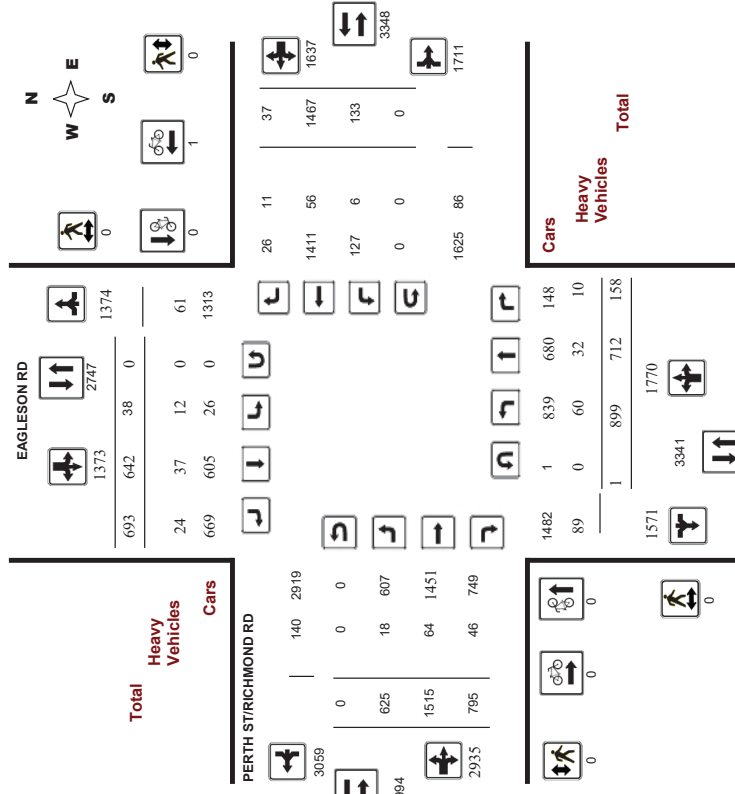 N
W E
S
0
0
1
0
EAGLESON RD
1373
2747
1374
693 642 38 0
24 37 12 0 61
669 605 26 0 1313
Total
Heavy
Vehicles
Cars
26 11 37
1411 56 1467
127 6 133
0 0 0
1625 86
1637
3348
1711
PERTH ST/RICHMOND RD
140 2919
0 0 0
625 18 607
1515 64 1451
795 46 749
3059
2935
Cars
Heavy
Vehicles
Total
1482 1 839 680 148
89 0 60 32 10
1 899 712 158
1571
3341
1770
0
0
0
0